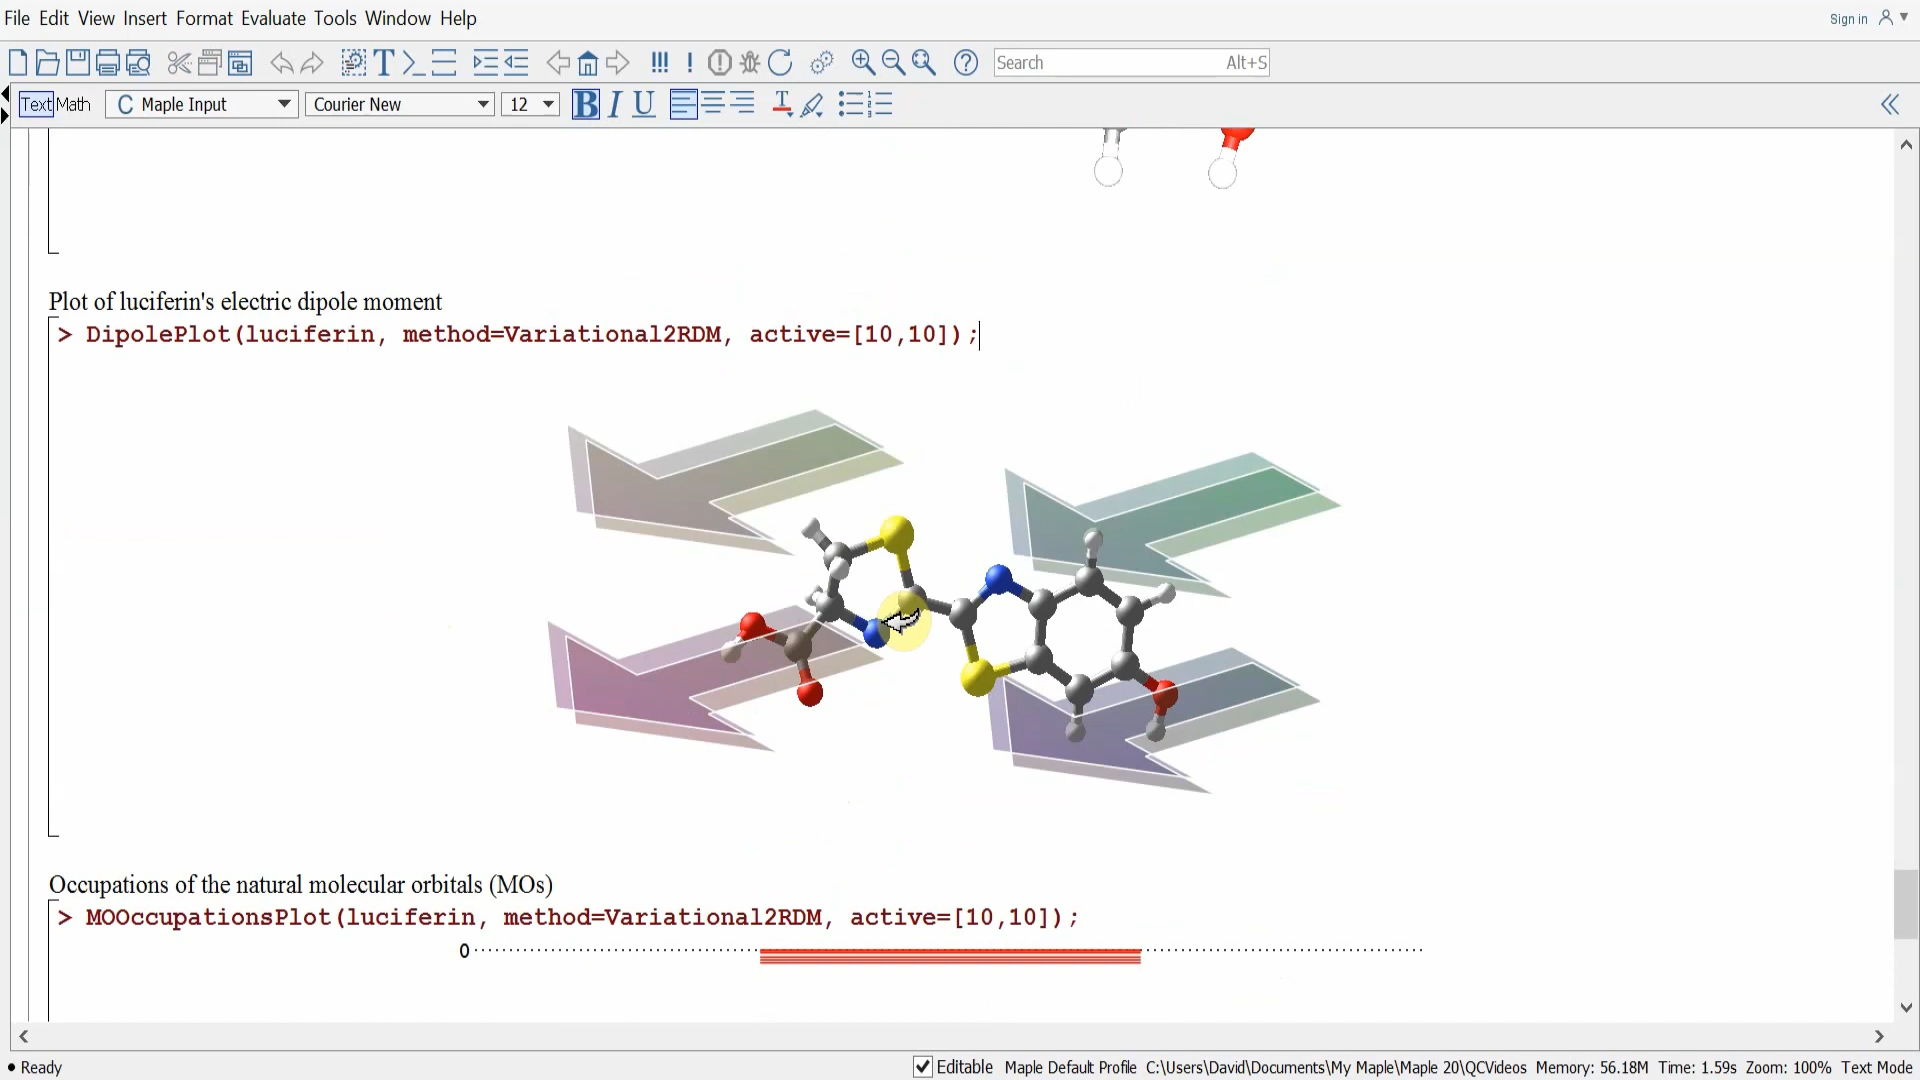 File Edit View Insert Format Evaluate Tools Window Help
Sign in
Search Alt+S
Text Math C Maple Input Courier New 12 B I U
Plot of luciferin's electric dipole moment
> DipolePlot(luciferin, method=Variational2RDM, active=[10,10]);
Occupations of the natural molecular orbitals (MOs)
> MOOccupationsPlot(luciferin, method=Variational2RDM, active=[10,10]);
0
Ready
Editable Maple Default Profile C:\Users\David\Documents\My Maple\Maple 20\QCVideos Memory: 56.18M Time: 1.59s Zoom: 100% Text Mode